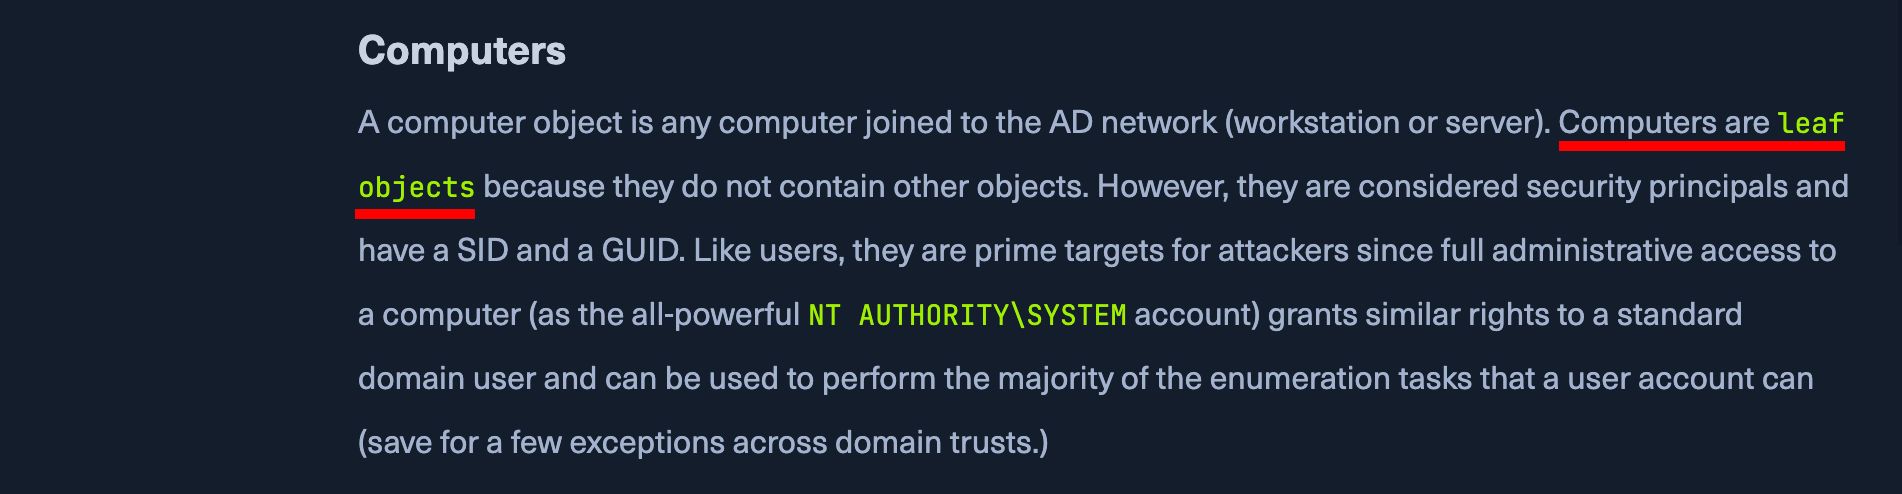 Computers
A computer object is any computer joined to the AD network (workstation or server). Computers are leaf
objects because they do not contain other objects. However, they are considered security principals and
have a SID and a GUID. Like users, they are prime targets for attackers since full administrative access to
a computer (as the all-powerful NT AUTHORITY\SYSTEM account) grants similar rights to a standard
domain user and can be used to perform the majority of the enumeration tasks that a user account can
(save for a few exceptions across domain trusts.)